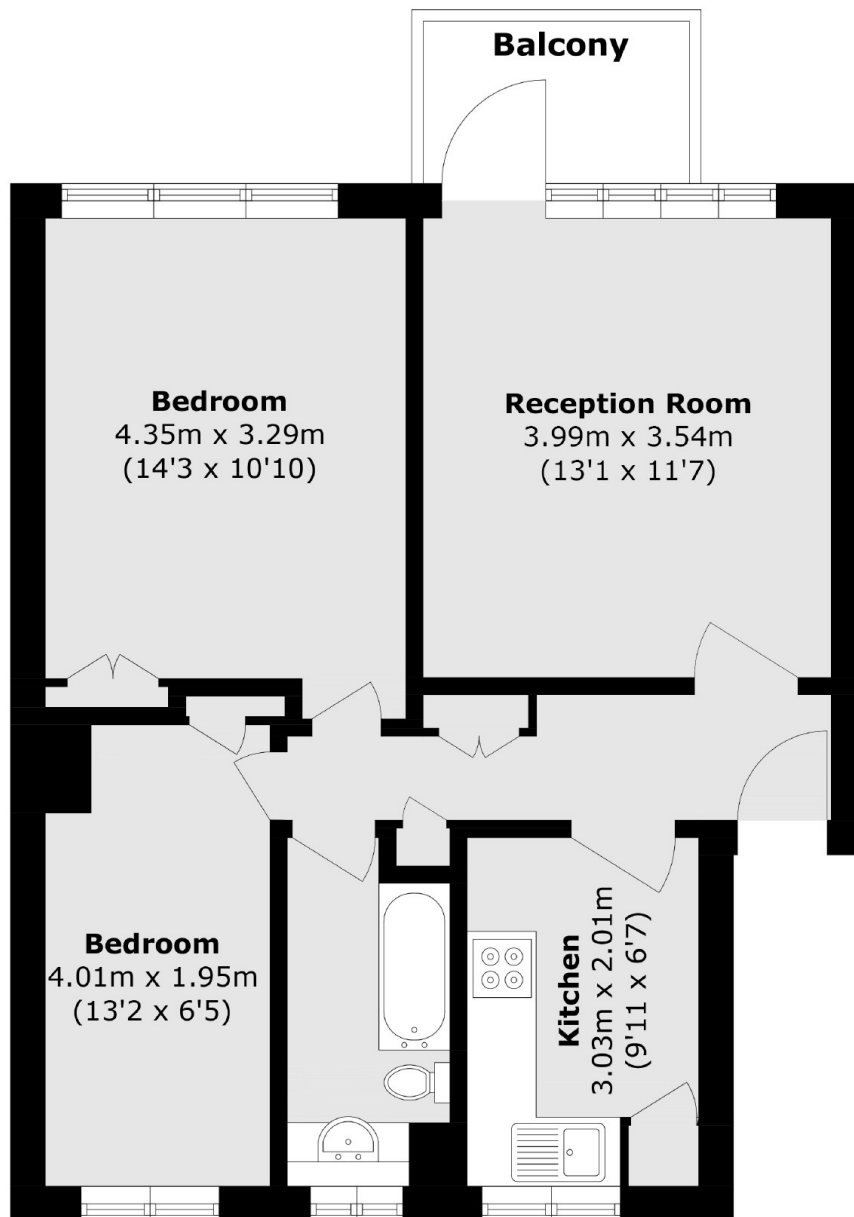 Balcony
Bedroom
4.35m x 3.29m
(14'3 x 10'10)
Reception Room
3.99m x 3.54m
(13'1 x 11'7)
Bedroom
4.01m x 1.95m
(13'2 x 6'5)
Kitchen
3.03m x 2.01m
(9'11 x 6'7)